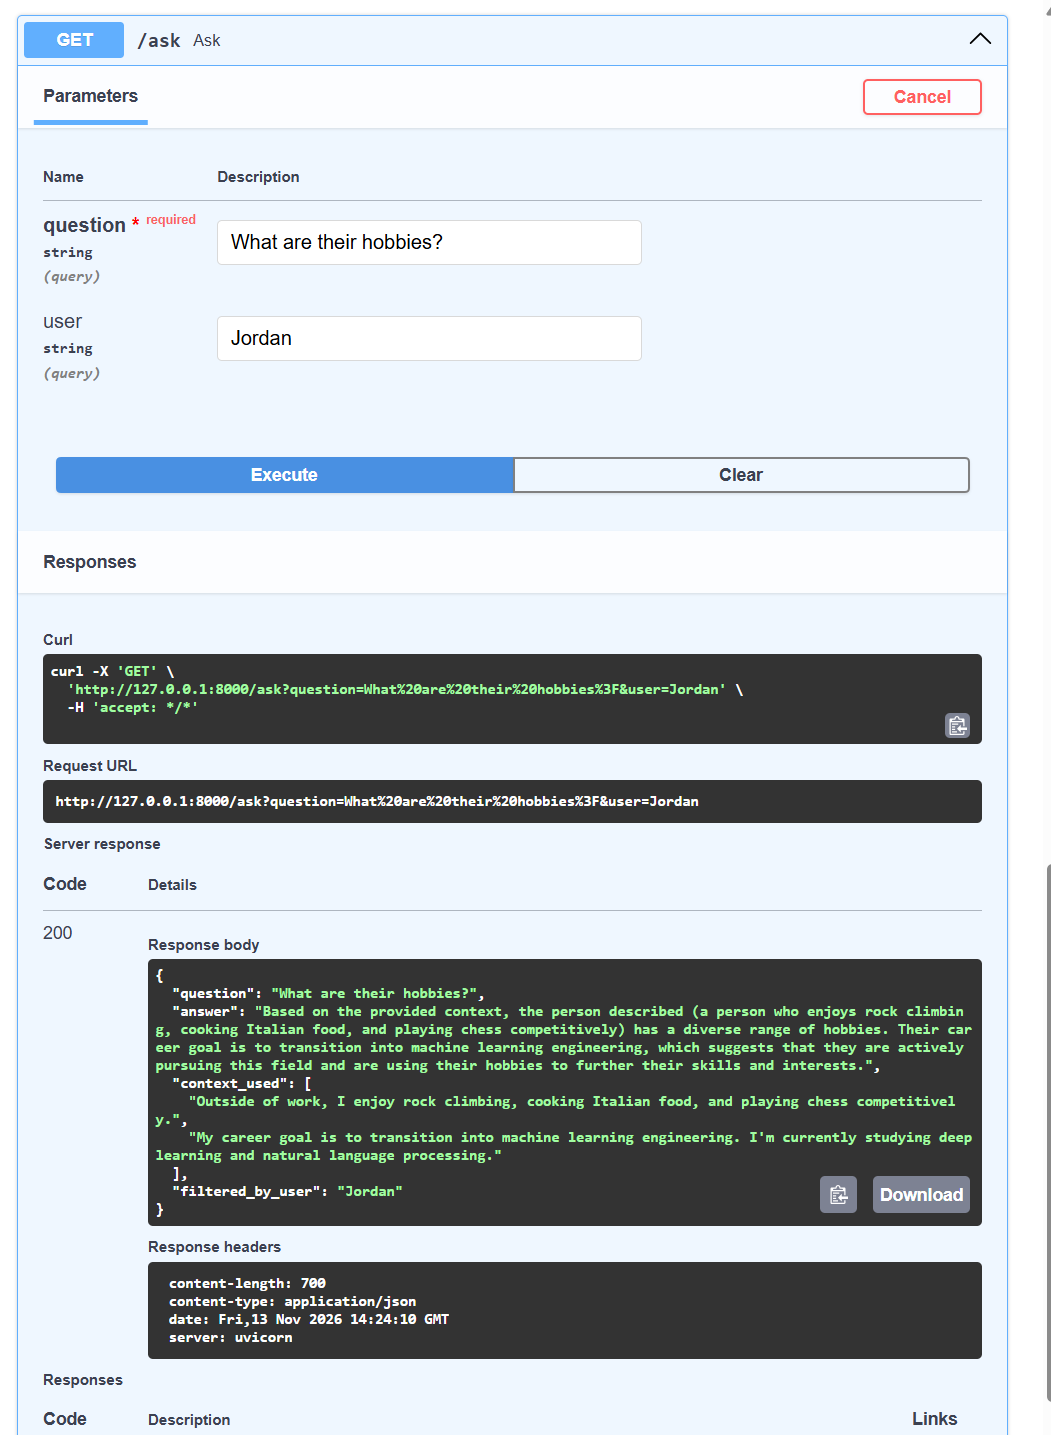 GET /ask Ask
Parameters
Cancel
Name Description
question * required
string
(query)
What are their hobbies?
user
string
(query)
Jordan
Execute
Clear
Responses
Curl
curl -X 'GET' \
'http://127.0.0.1:8000/ask?question=What%20are%20their%20hobbies%3F&user=Jordan' \
-H 'accept: */*'
Request URL
http://127.0.0.1:8000/ask?question=What%20are%20their%20hobbies%3F&user=Jordan
Server response
Code Details
200
Response body
{
"question": "What are their hobbies?",
"answer": "Based on the provided context, the person described (a person who enjoys rock climbin
g, cooking Italian food, and playing chess competitively) has a diverse range of hobbies. Their car
eer goal is to transition into machine learning engineering, which suggests that they are actively
pursuing this field and are using their hobbies to further their skills and interests.",
"context_used": [
"Outside of work, I enjoy rock climbing, cooking Italian food, and playing chess competitivel
y.",
"My career goal is to transition into machine learning engineering. I'm currently studying deep
learning and natural language processing."
],
"filtered_by_user": "Jordan"
}
Download
Response headers
content-length: 700
content-type: application/json
date: Fri,13 Nov 2026 14:24:10 GMT
server: uvicorn
Responses
Code Description Links